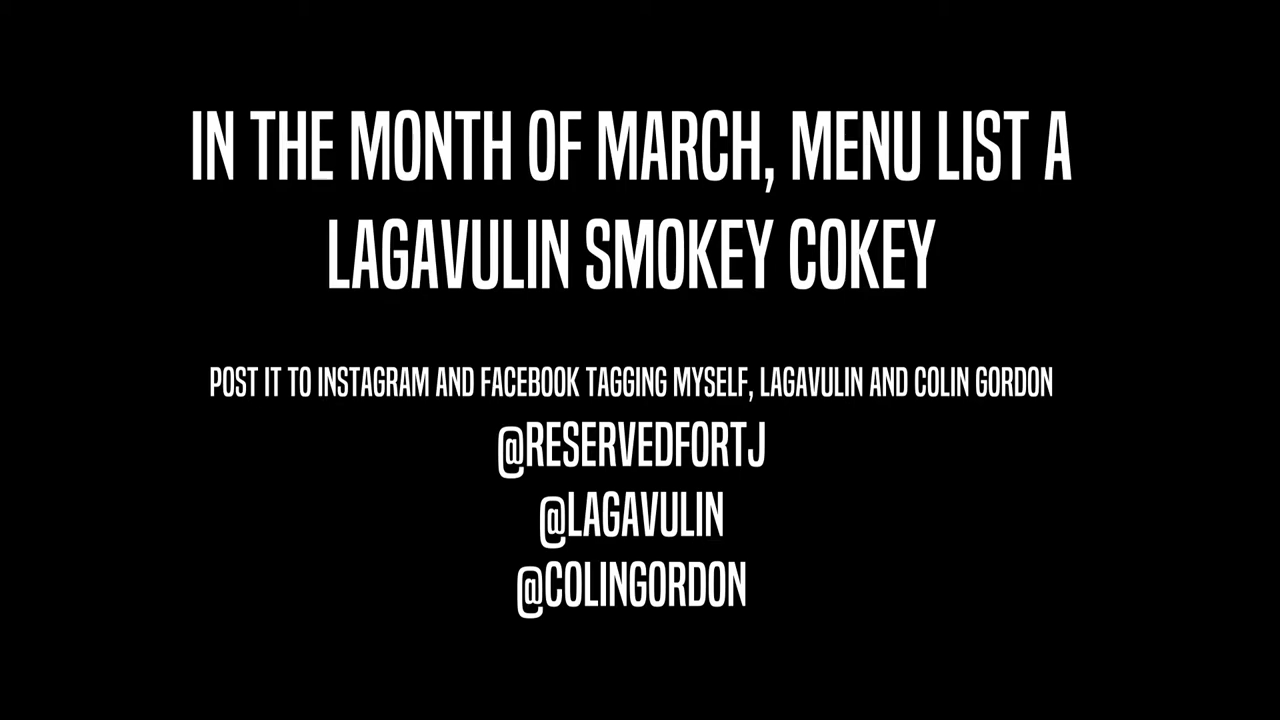 IN THE MONTH OF MARCH, MENU LIST A
LAGAVULIN SMOKEY COKEY
POST IT TO INSTAGRAM AND FACEBOOK TAGGING MYSELF, LAGAVULIN AND COLIN GORDON
@RESERVEDFORTJ
@LAGAVULIN
@COLINGORDON